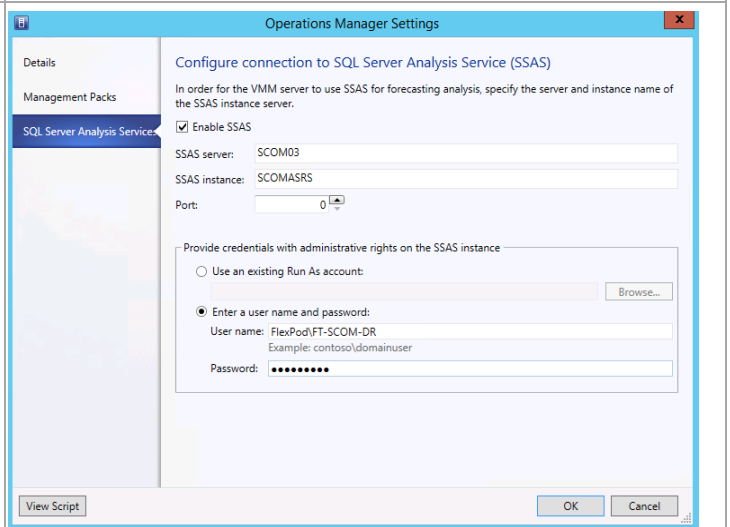 Operations Manager Settings
x
Details
Management Packs
SQL Server Analysis Services
Configure connection to SQL Server Analysis Service (SSAS)
In order for the VMM server to use SSAS for forecasting analysis, specify the server and instance name of
the SSAS instance server.
Enable SSAS
SSAS server: SCOM03
SSAS instance: SCOMASRS
Port: 0
Provide credentials with administrative rights on the SSAS instance
Use an existing Run As account:
Browse...
Enter a user name and password:
User name: FlexPod\FT-SCOM-DR
Example: contoso\domainuser
Password: ●●●●●●●●●
View Script
OK
Cancel